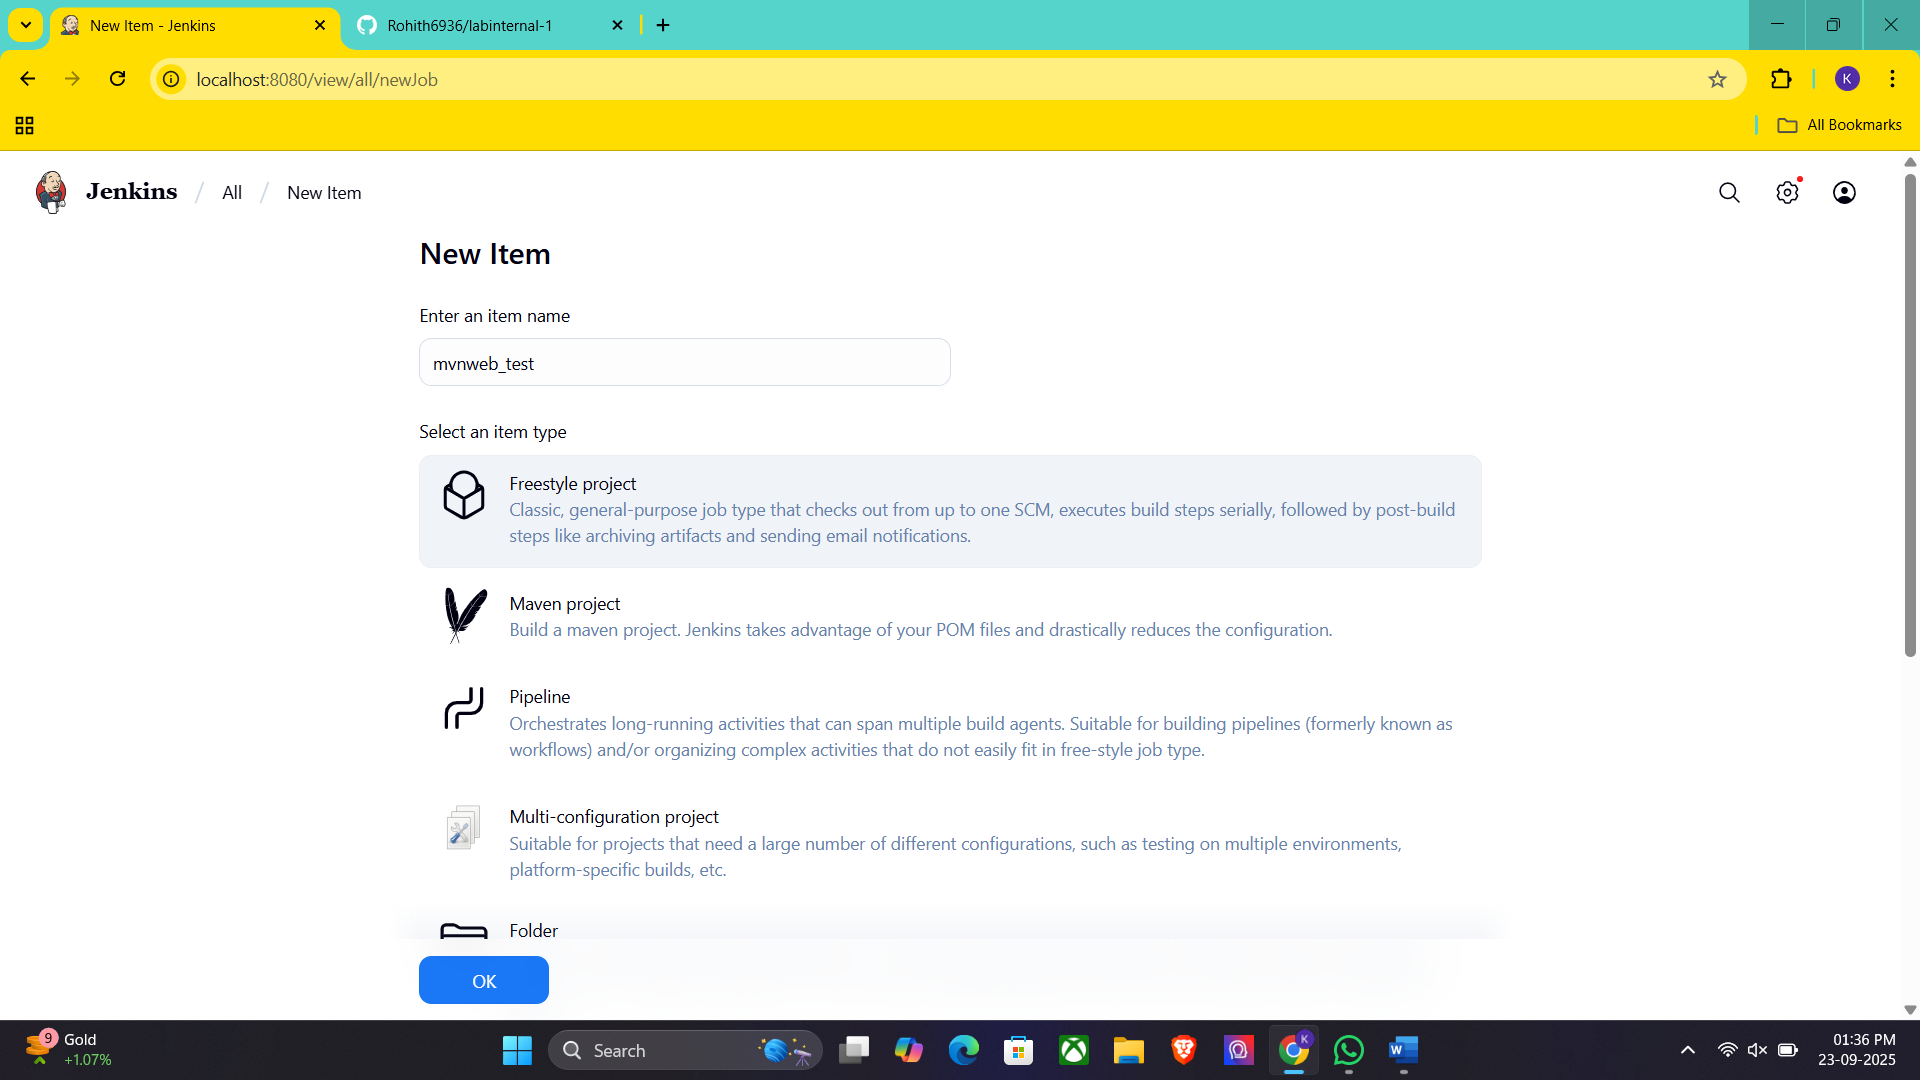 New Item - Jenkins
Rohith6936/labinternal-1
localhost:8080/view/all/newJob
K
All Bookmarks
Jenkins / All / New Item
New Item
Enter an item name
mvnweb_test
Select an item type
Freestyle project
Classic, general-purpose job type that checks out from up to one SCM, executes build steps serially, followed by post-build
steps like archiving artifacts and sending email notifications.
Maven project
Build a maven project. Jenkins takes advantage of your POM files and drastically reduces the configuration.
Pipeline
Orchestrates long-running activities that can span multiple build agents. Suitable for building pipelines (formerly known as
workflows) and/or organizing complex activities that do not easily fit in free-style job type.
Multi-configuration project
Suitable for projects that need a large number of different configurations, such as testing on multiple environments,
platform-specific builds, etc.
Folder
OK
9
Gold
+1.07%
Search
K
W
01:36 PM
23-09-2025